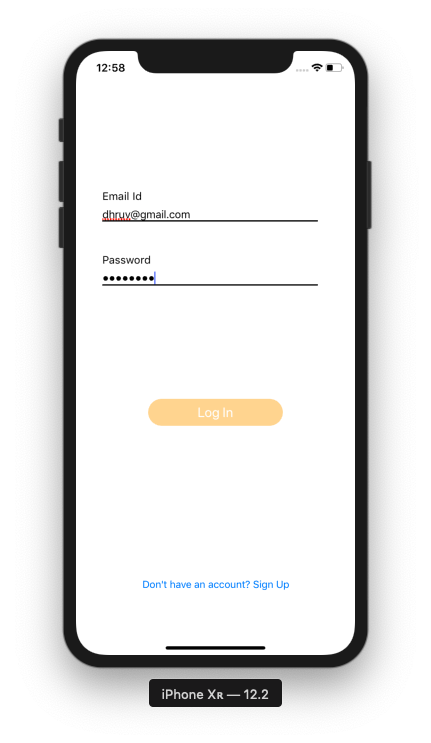 12:58
Email Id
dhruv@gmail.com
Password
••••••••
Log In
Don't have an account? Sign Up
iPhone Xʀ — 12.2